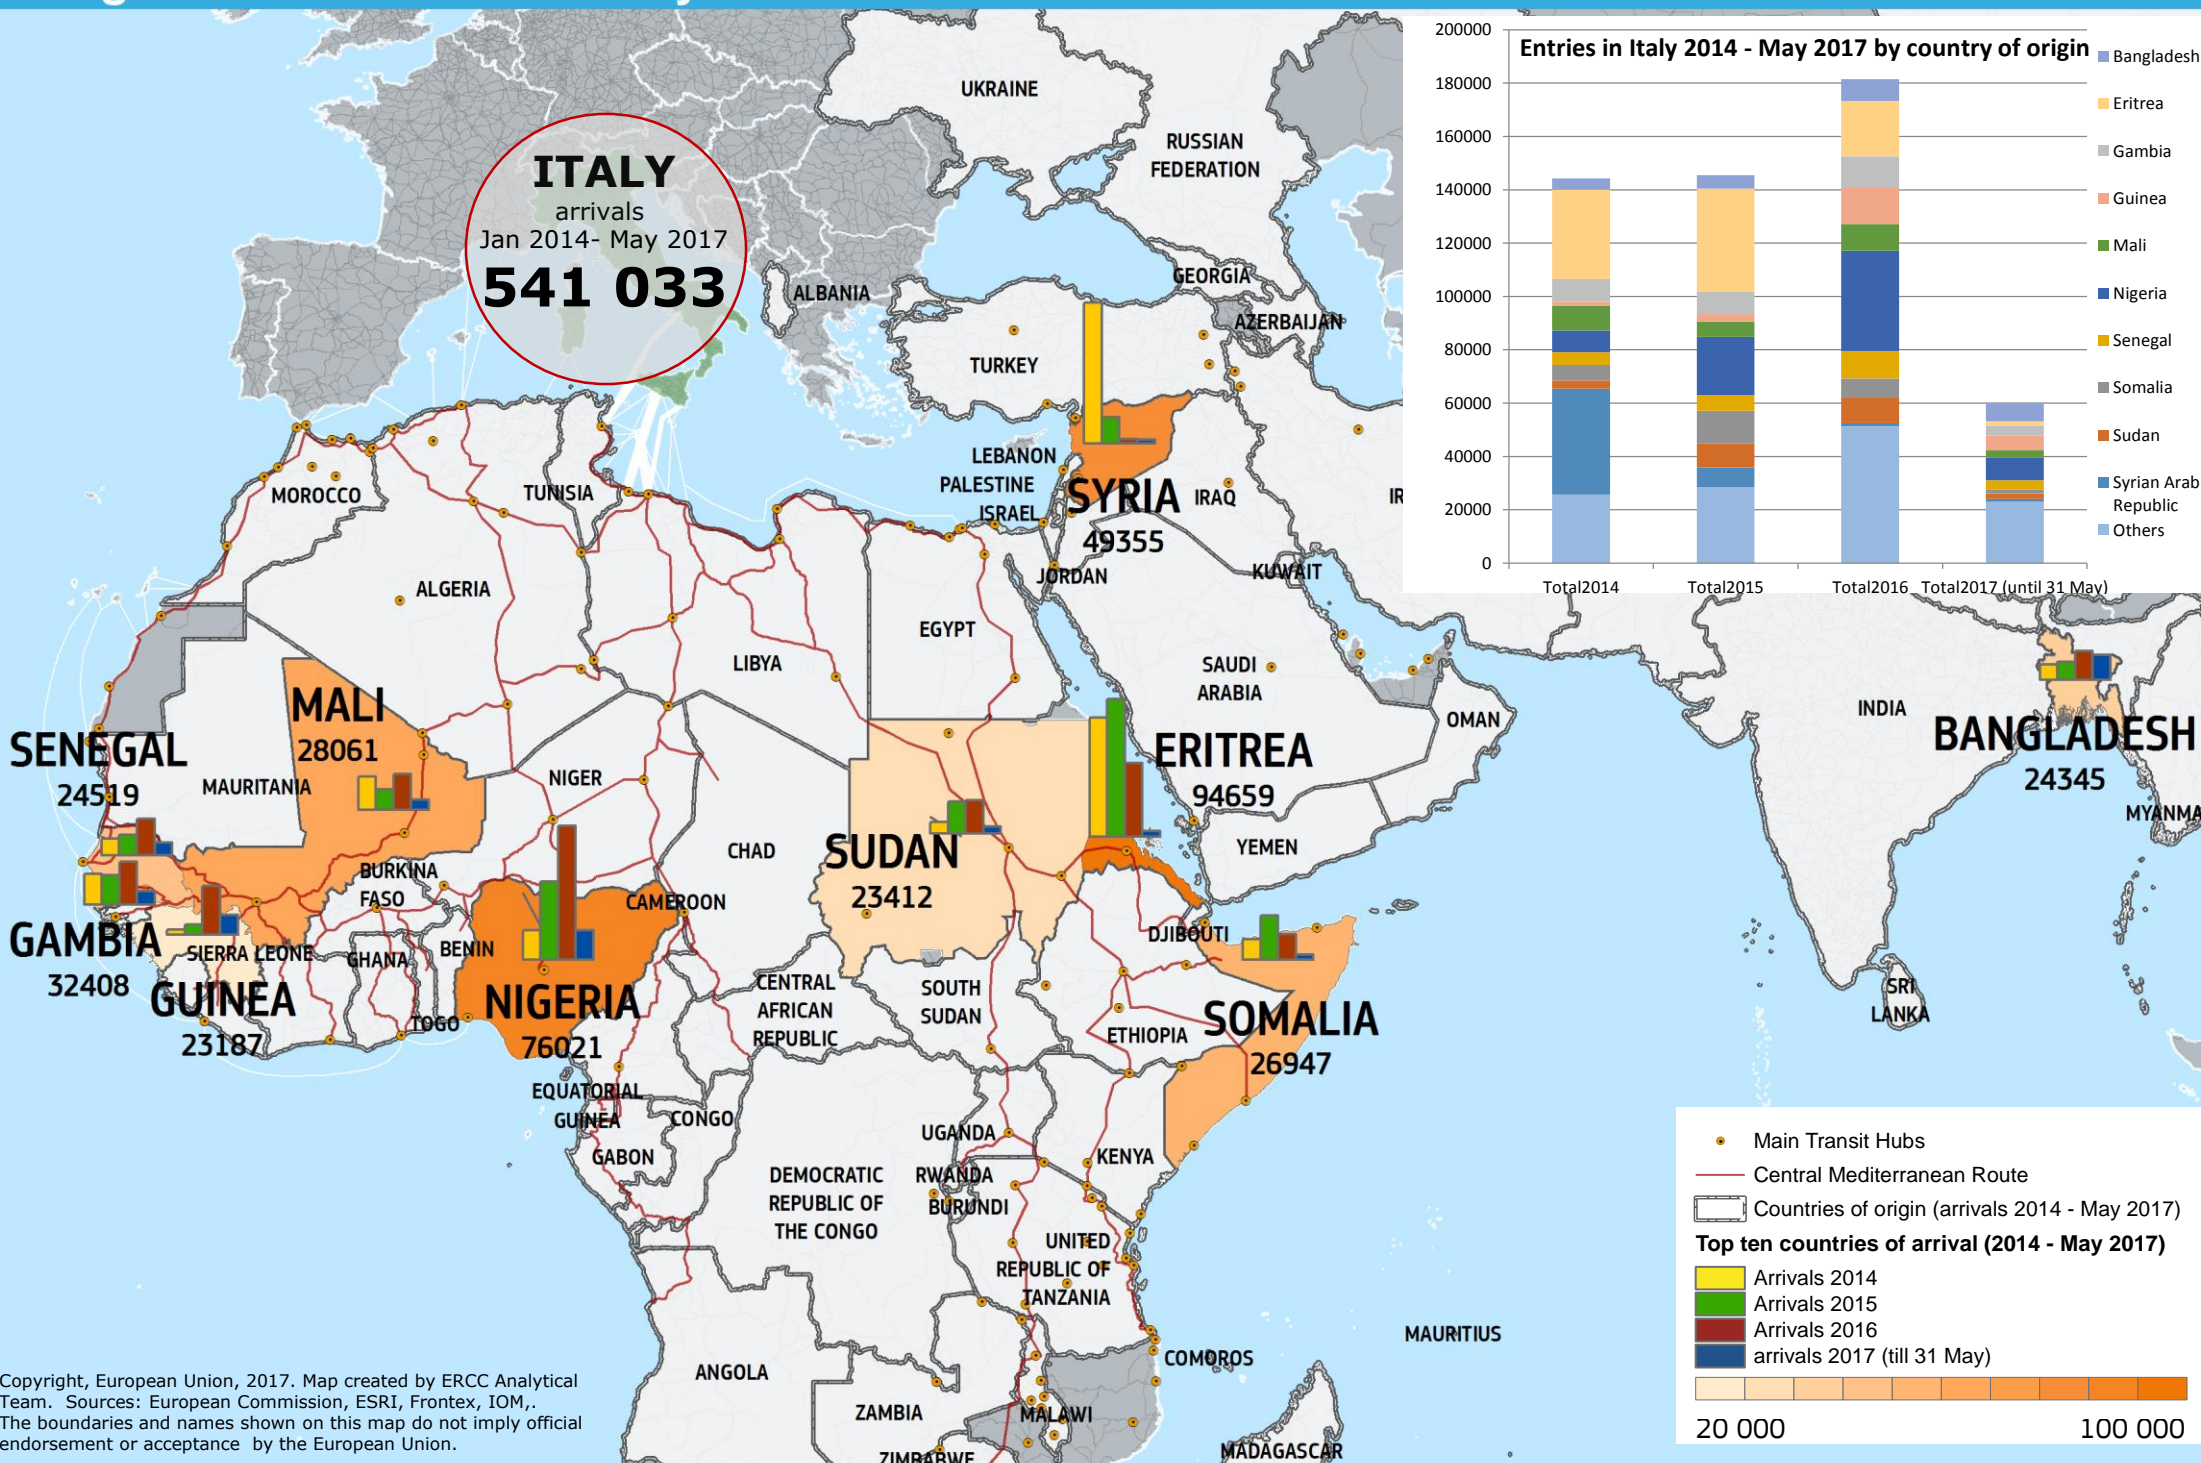 ITALY
arrivals
Jan 2014- May 2017
541 033
UKRAINE
RUSSIAN
FEDERATION
GEORGIA
AZERBAIJAN
ALBANIA
TURKEY
LEBANON
PALESTINE
ISRAEL
SYRIA
49355
IRAQ
JORDAN
KUWAIT
MOROCCO
TUNISIA
ALGERIA
LIBYA
EGYPT
SAUDI
ARABIA
OMAN
YEMEN
INDIA
BANGLADESH
24345
SRI
LANKA
MALI
28061
SENEGAL
24519
MAURITANIA
NIGER
CHAD
SUDAN
23412
ERITREA
94659
BURKINA
FASO
GAMBIA
32408
SIERRA LEONE
GUINEA
23187
GHANA
BENIN
TOGO
NIGERIA
76021
CAMEROON
CENTRAL
AFRICAN
REPUBLIC
SOUTH
SUDAN
DJIBOUTI
ETHIOPIA
SOMALIA
26947
EQUATORIAL
GUINEA
GABON
CONGO
DEMOCRATIC
REPUBLIC OF
THE CONGO
UGANDA
RWANDA
BURUNDI
KENYA
UNITED
REPUBLIC OF
TANZANIA
ANGOLA
ZAMBIA
ZIMBABWE
MALAWI
COMOROS
MADAGASCAR
MAURITIUS
Entries in Italy 2014 - May 2017 by country of origin
200000
180000
160000
140000
120000
100000
80000
60000
40000
20000
0
Total2014
Total2015
Total2016
Total2017 (until 31 May)
Bangladesh
Eritrea
Gambia
Guinea
Mali
Nigeria
Senegal
Somalia
Sudan
Syrian Arab
Republic
Others
Main Transit Hubs
Central Mediterranean Route
Countries of origin (arrivals 2014 - May 2017)
Top ten countries of arrival (2014 - May 2017)
Arrivals 2014
Arrivals 2015
Arrivals 2016
arrivals 2017 (till 31 May)
20 000
100 000
Copyright, European Union, 2017. Map created by ERCC Analytical
Team. Sources: European Commission, ESRI, Frontex, IOM,.
The boundaries and names shown on this map do not imply official
endorsement or acceptance by the European Union.